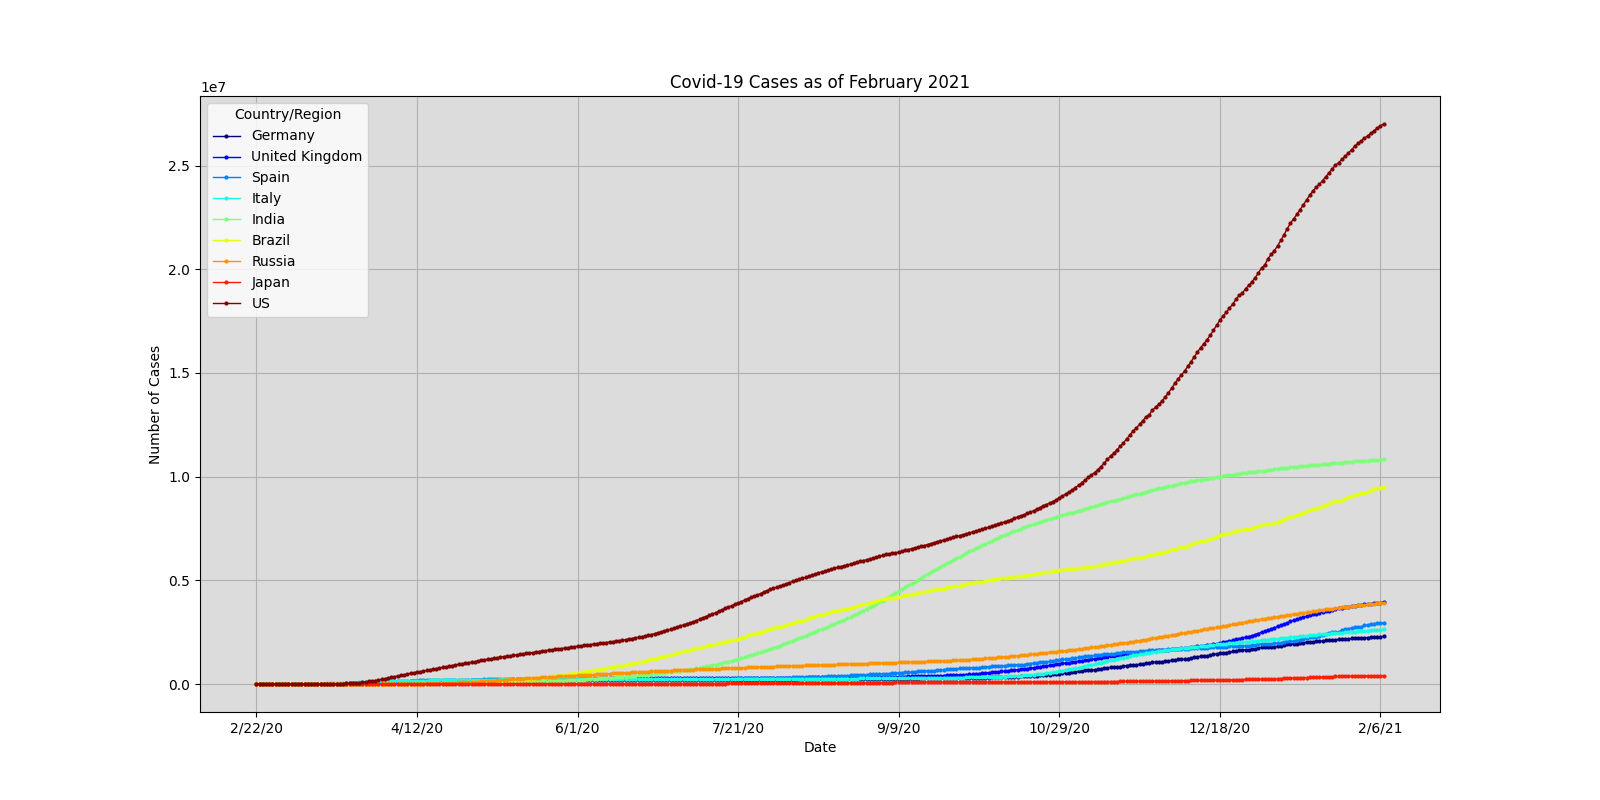 Covid-19 Cases as of February 2021
1e7
Country/Region
Germany
United Kingdom
Spain
Italy
India
Brazil
Russia
Japan
US
2.5
2.0
1.5
1.0
0.5
0.0
Number of Cases
2/22/20
4/12/20
6/1/20
7/21/20
9/9/20
10/29/20
12/18/20
2/6/21
Date